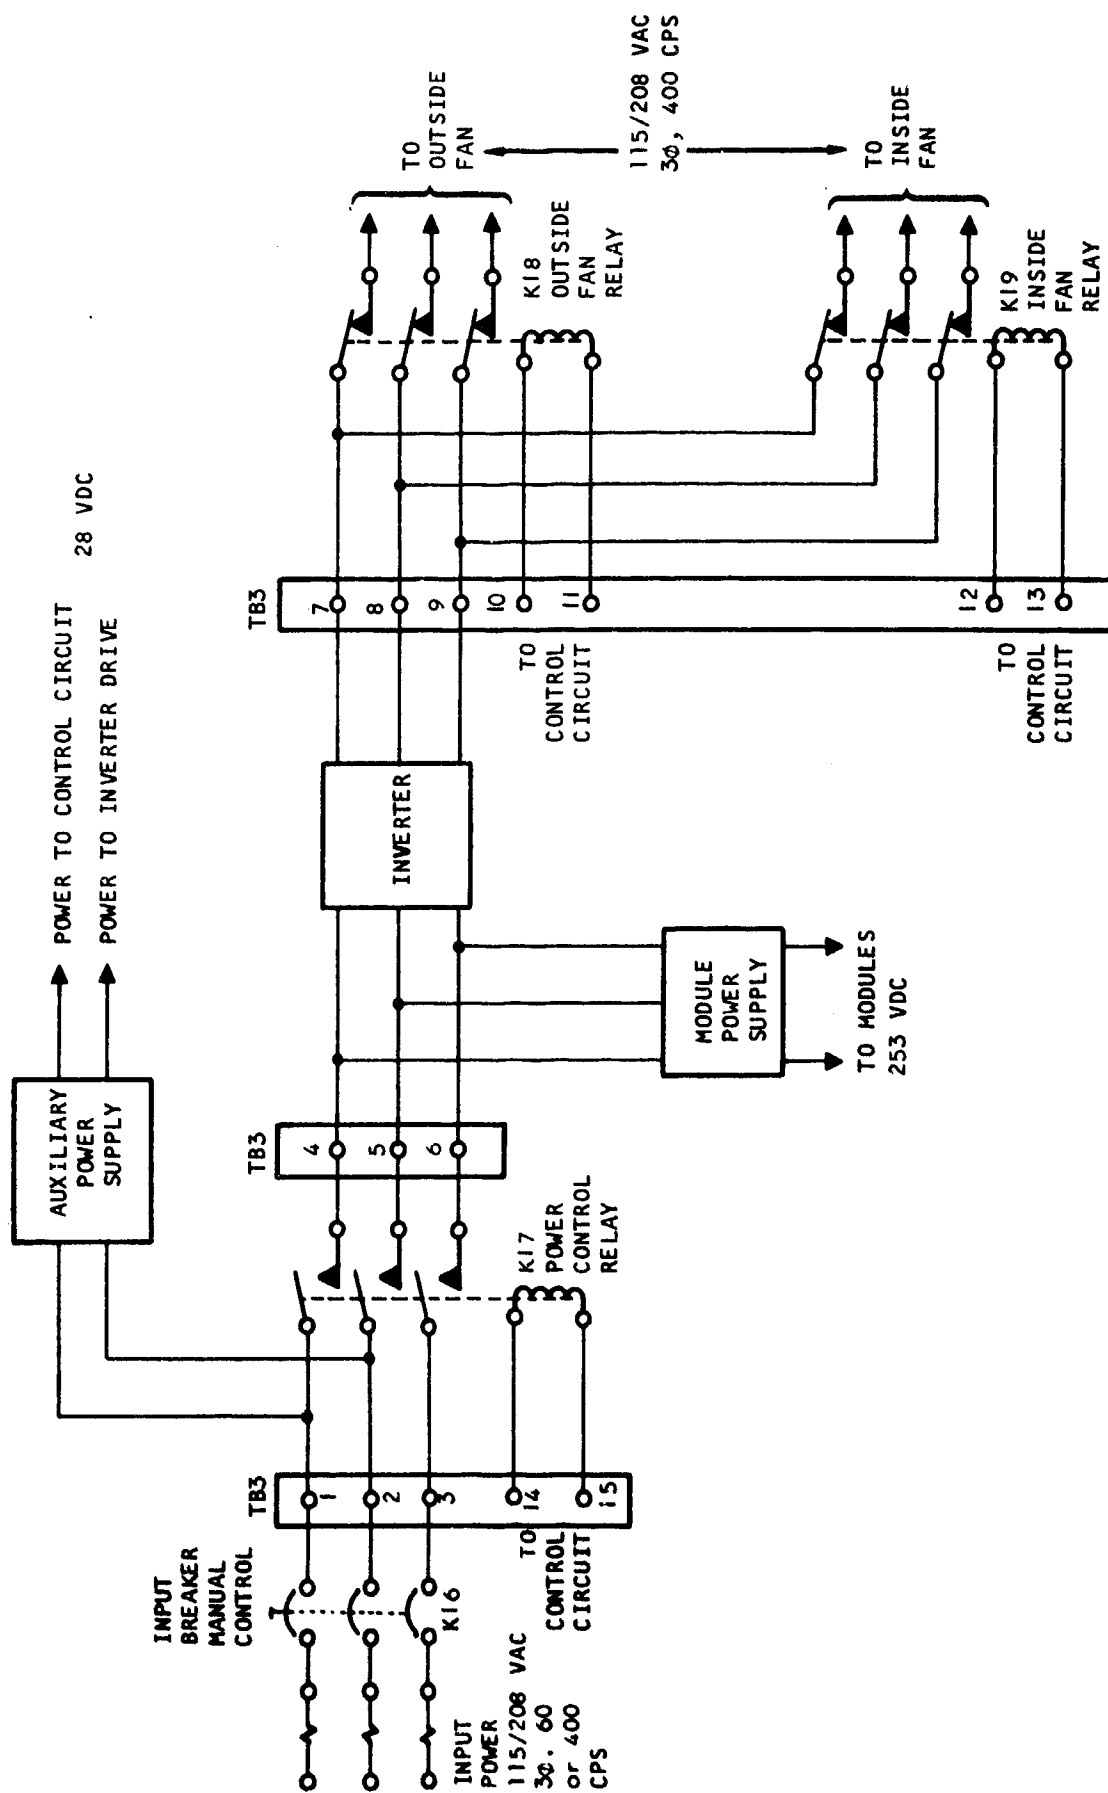 INPUT
POWER
115/208 VAC
3Ø. 60
or 400
CPS
INPUT
BREAKER
MANUAL
CONTROL
K16
TB3
1
2
3
14
15
TO
CONTROL
CIRCUIT
K17
POWER
CONTROL
RELAY
AUXILIARY
POWER
SUPPLY
POWER TO CONTROL CIRCUIT
28 VDC
POWER TO INVERTER DRIVE
TB3
4
5
6
MODULE
POWER
SUPPLY
TO MODULES
253 VDC
INVERTER
TB3
7
8
9
10
11
12
13
TO
CONTROL
CIRCUIT
TO
CONTROL
CIRCUIT
K18
OUTSIDE
FAN
RELAY
K19
INSIDE
FAN
RELAY
TO
OUTSIDE
FAN
115/208 VAC
3Ø, 400 CPS
TO
INSIDE
FAN